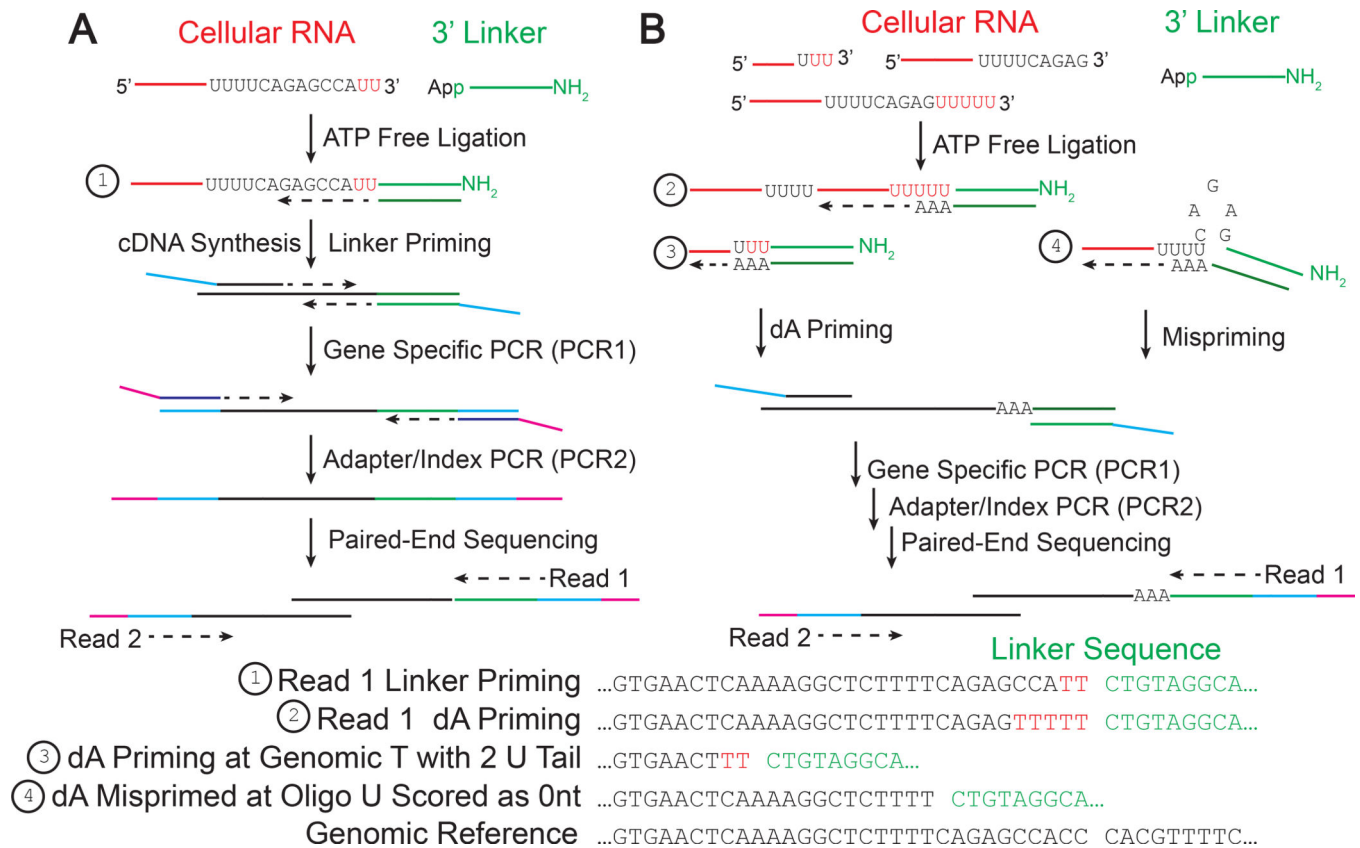 A Cellular RNA 3' Linker
5' UUUUCAGAGCCAUU 3' App NH2
ATP Free Ligation
1 UUUUCAGAGCCAUU NH2
cDNA Synthesis Linker Priming
Gene Specific PCR (PCR1)
Adapter/Index PCR (PCR2)
Paired-End Sequencing
Read 1
Read 2
B Cellular RNA 3' Linker
5' UUU 3' 5' UUUUCAGAG 3'
App NH2
5' UUUUCAGAGUUUUU 3'
ATP Free Ligation
2 UUUU UUUUU NH2
AAA
3 UUU NH2
AAA
4 UUUU C A G A G NH2
AAA
dA Priming Mispriming
AAA
Gene Specific PCR (PCR1)
Adapter/Index PCR (PCR2)
Paired-End Sequencing
Read 1
AAA
Read 2
Linker Sequence
1 Read 1 Linker Priming ...GTGAACTCAAAAGGCTCTTTTCAGAGCCATT CTGTAGGCA...
2 Read 1 dA Priming ...GTGAACTCAAAAGGCTCTTTTCAGAGTTTTT CTGTAGGCA...
3 dA Priming at Genomic T with 2 U Tail ...GTGAACTTT CTGTAGGCA...
4 dA Misprimed at Oligo U Scored as 0nt ...GTGAACTCAAAAGGCTCTTTT CTGTAGGCA...
Genomic Reference ...GTGAACTCAAAAGGCTCTTTTCAGAGCCACC CACGTTTTC...